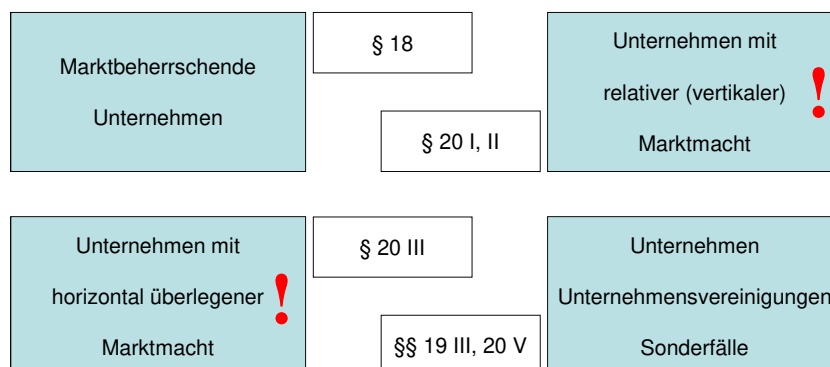 Marktbeherrschende
Unternehmen
§ 18
§ 20 I, II
Unternehmen mit
relativer (vertikaler)
Marktmacht
!
Unternehmen mit
horizontal überlegener
Marktmacht
!
§ 20 III
§§ 19 III, 20 V
Unternehmen
Unternehmensvereinigungen
Sonderfälle